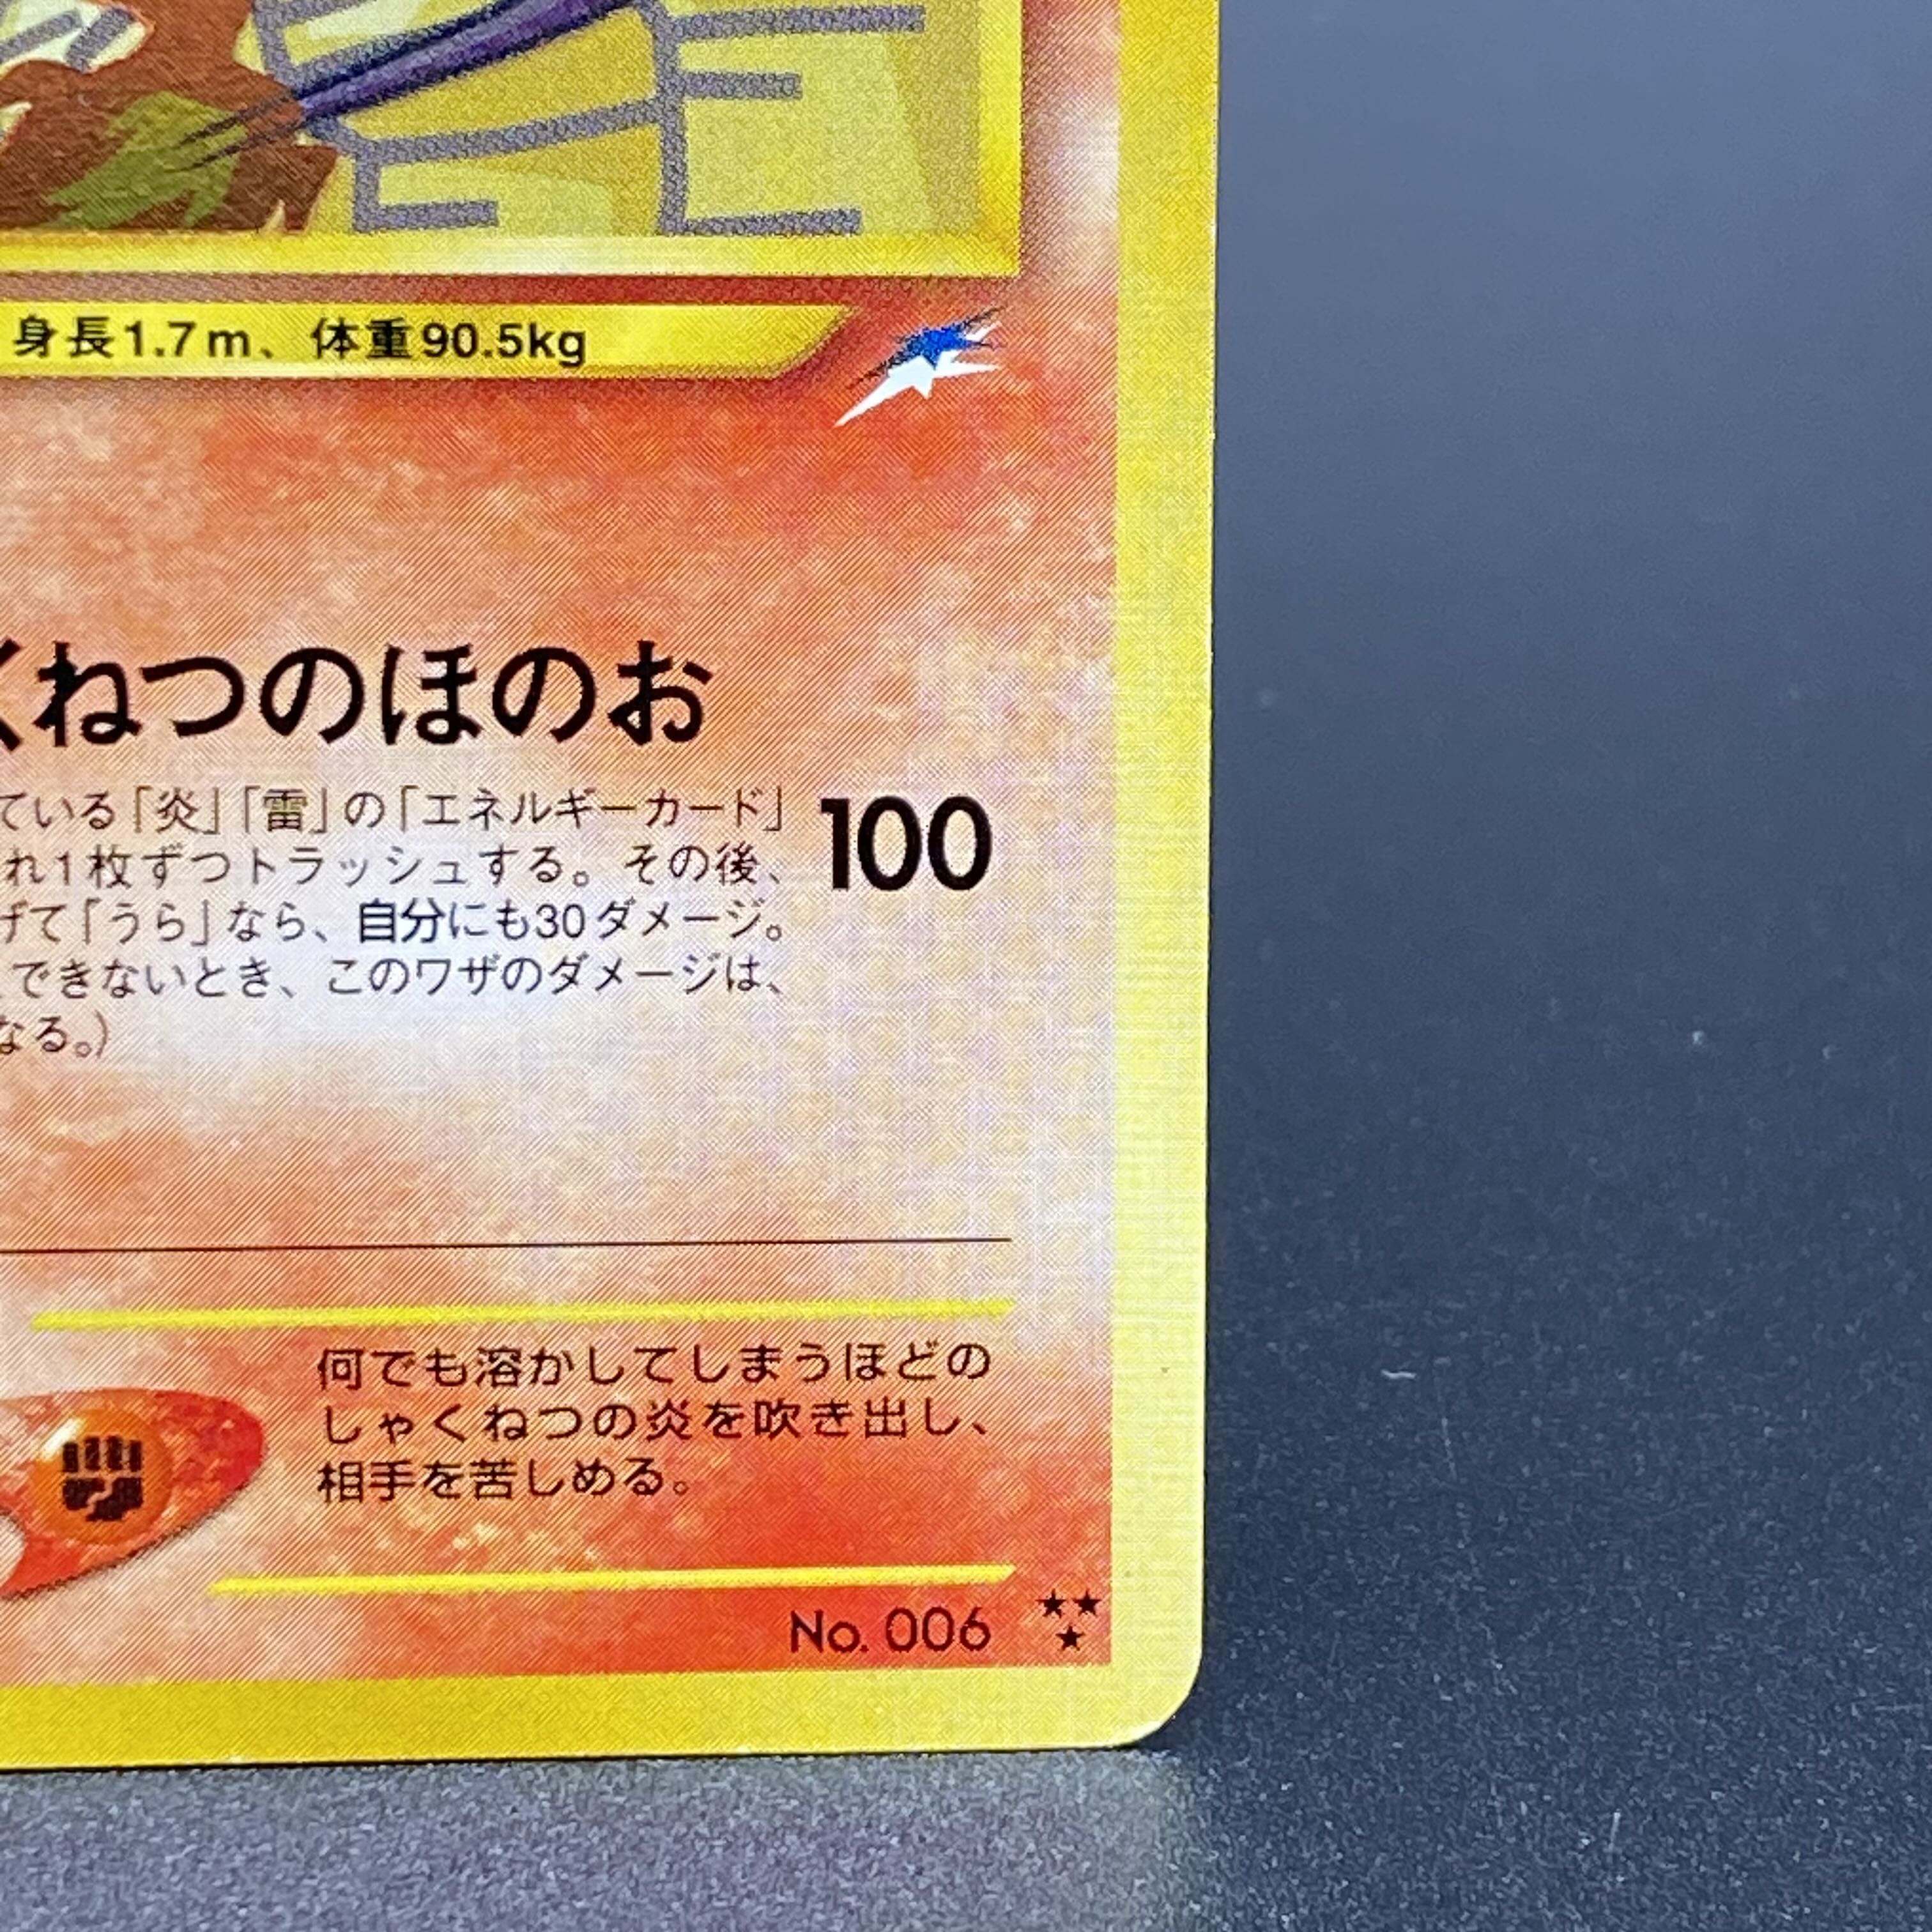 身長1.7m、体重90.5kg
くねつのほのお
ている「炎」「雷」の「エネルギーカード」
れ1枚ずつトラッシュする。その後、
100
げて「うら」なら、自分にも30ダメージ。
できないとき、このワザのダメージは、
なる。)
何でも溶かしてしまうほどの
しゃくねつの炎を吹き出し、
相手を苦しめる。
No. 006